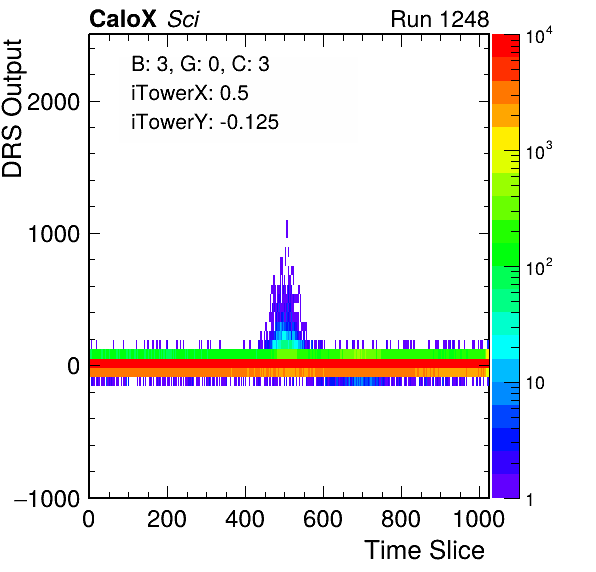 CaloX Sci Run 1248
B: 3, G: 0, C: 3
iTowerX: 0.5
iTowerY: -0.125
DRS Output
2000
1000
0
−1000
0 200 400 600 800 1000
Time Slice
10⁴
10³
10²
10
1